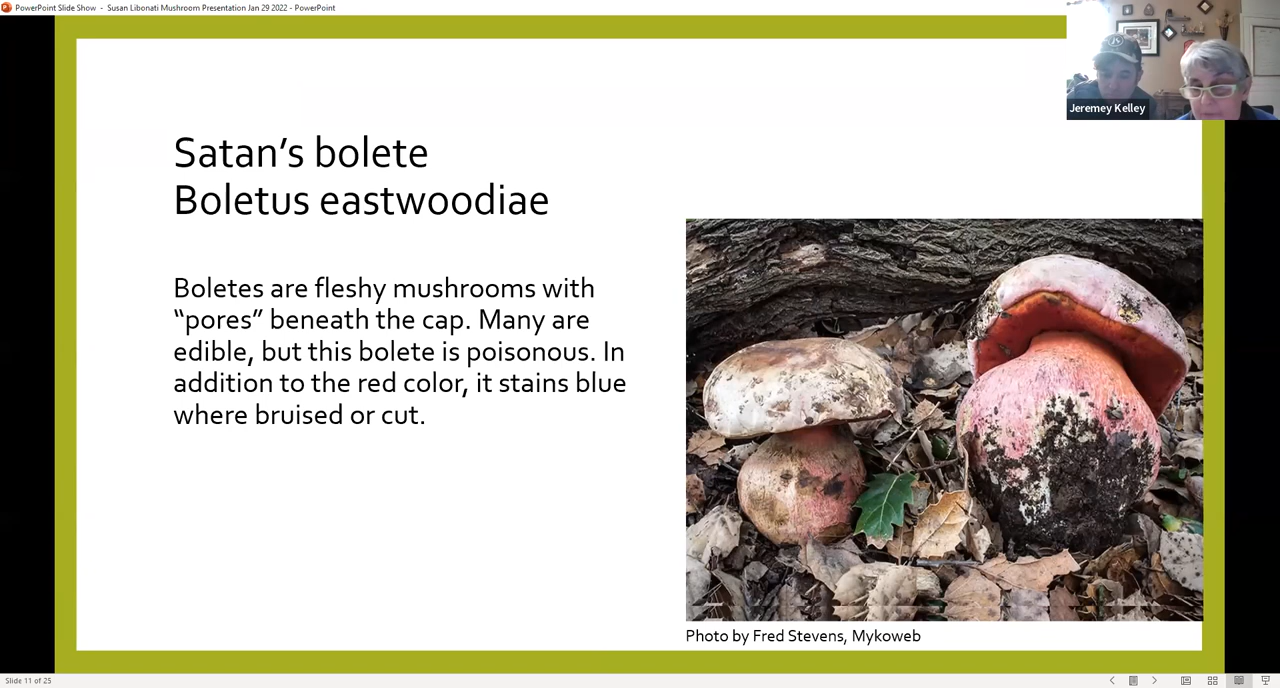 PowerPoint Slide Show - Susan Libonati Mushroom Presentation Jan 29 2022 - PowerPoint
Jeremey Kelley
Satan’s bolete
Boletus eastwoodiae
Boletes are fleshy mushrooms with
“pores” beneath the cap. Many are
edible, but this bolete is poisonous. In
addition to the red color, it stains blue
where bruised or cut.
Photo by Fred Stevens, Mykoweb
Slide 11 of 25